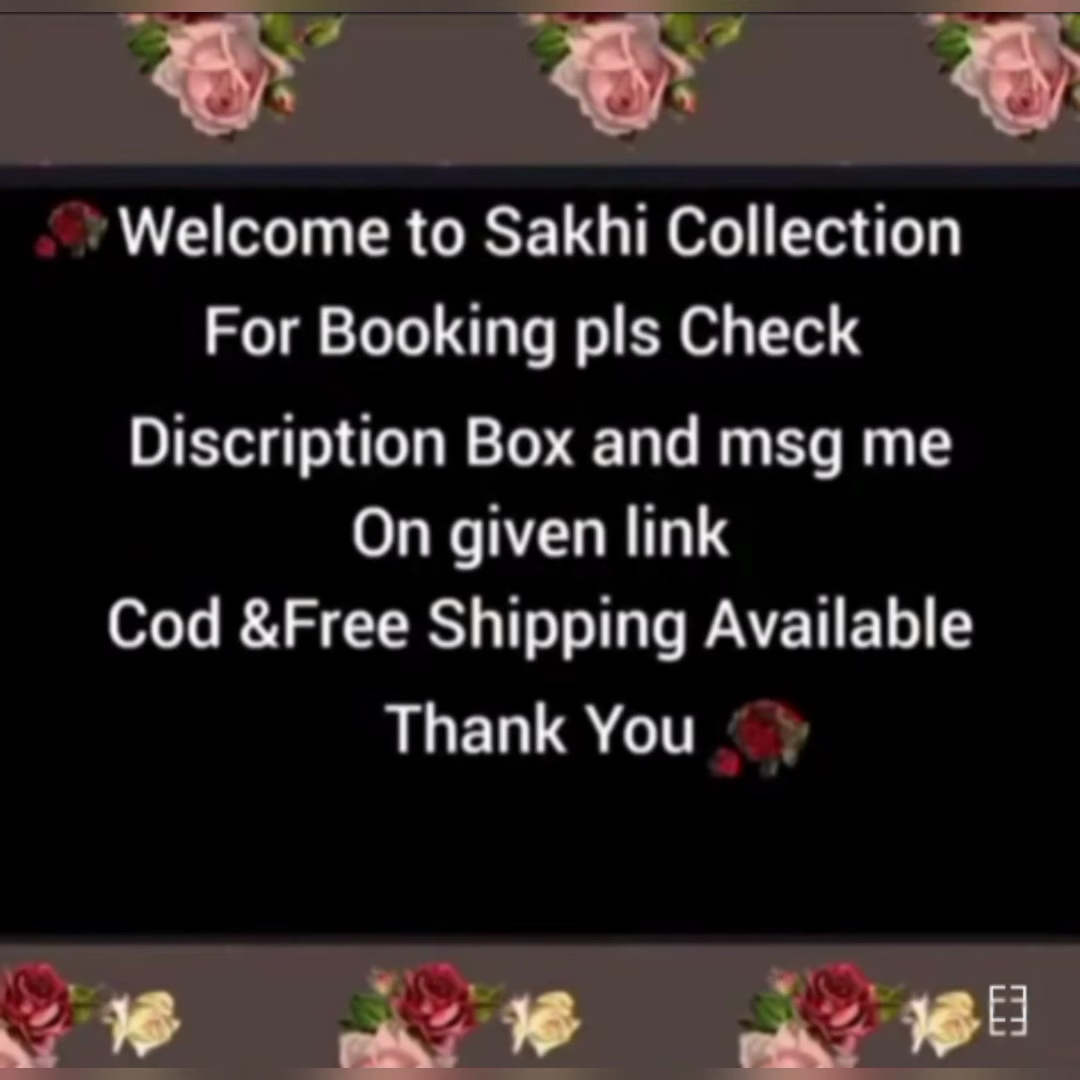 Welcome to Sakhi Collection
For Booking pls Check
Discription Box and msg me
On given link
Cod &Free Shipping Available
Thank You